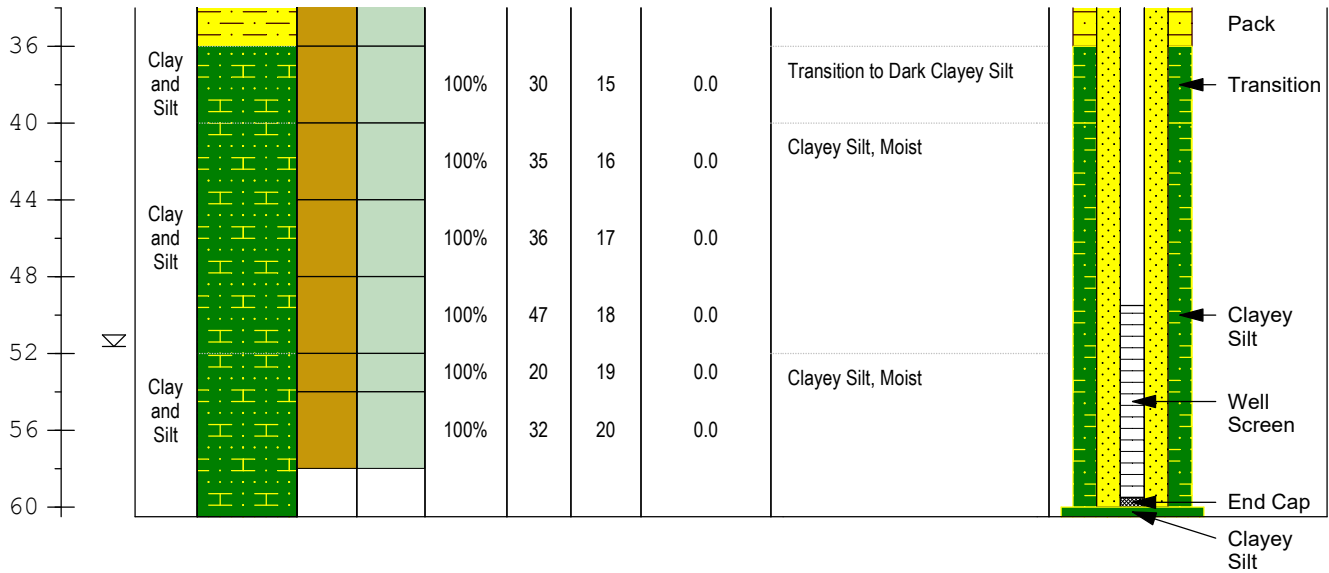 Pack
36
Clay
and
Silt
100% 30 15 0.0
Transition to Dark Clayey Silt
Transition
40
Clayey Silt, Moist
100% 35 16 0.0
44
Clay
and
Silt
100% 36 17 0.0
48
100% 47 18 0.0
Clayey
Silt
52
100% 20 19 0.0
Clayey Silt, Moist
Clay
and
Silt
Well
Screen
56
100% 32 20 0.0
60
End Cap
Clayey
Silt